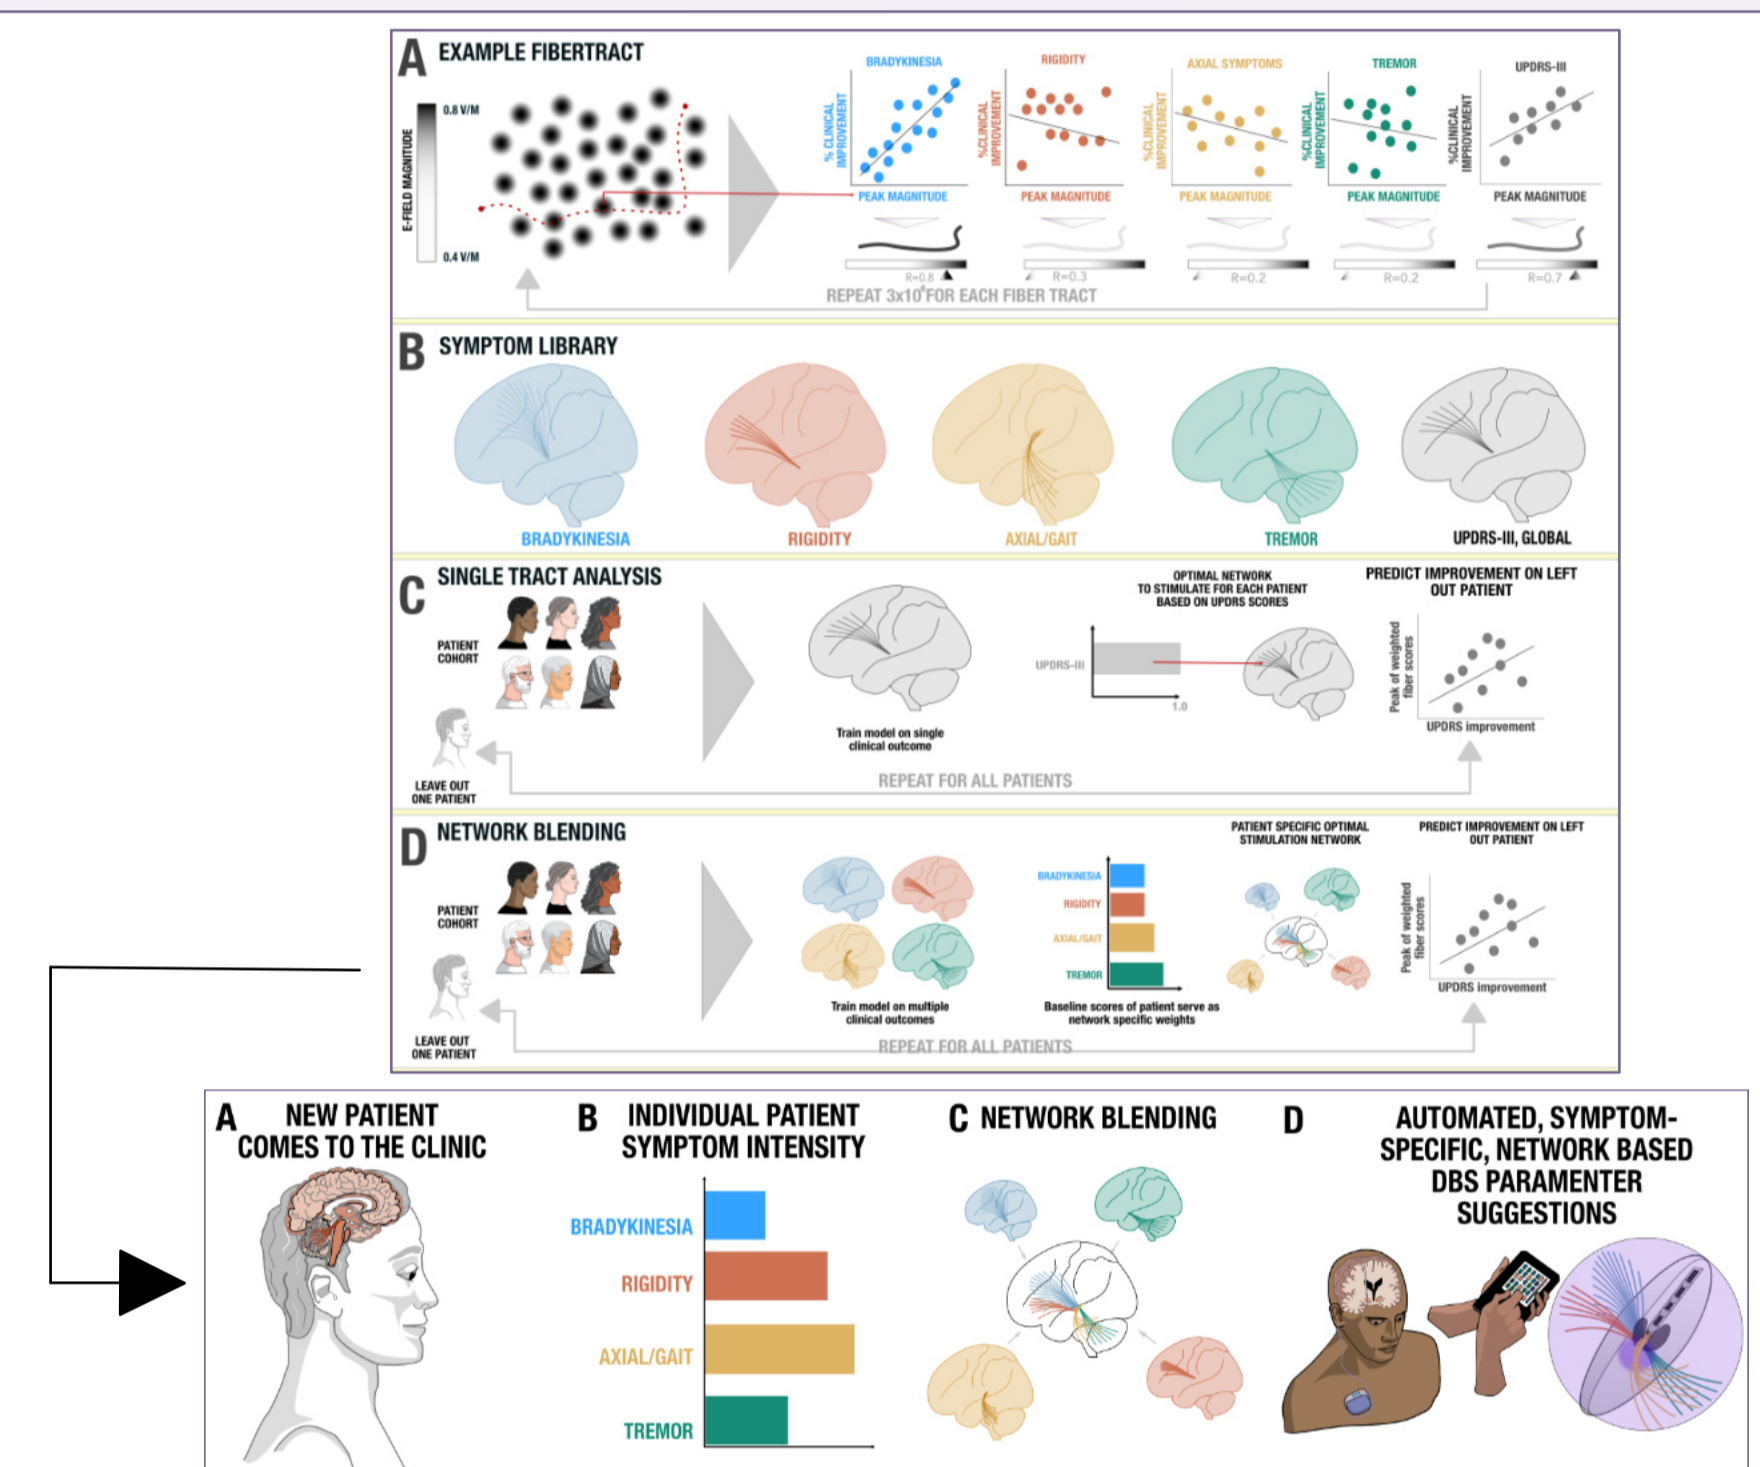 A EXAMPLE FIBERTRACT
E-FIELD MAGNITUDE
0.8 V/M
0.4 V/M
BRADYKINESIA
% CLINICAL
IMPROVEMENT
PEAK MAGNITUDE
R=0.8
RIGIDITY
%CLINICAL
IMPROVEMENT
PEAK MAGNITUDE
R=0.3
AXIAL SYMPTOMS
%CLINICAL
IMPROVEMENT
PEAK MAGNITUDE
R=0.2
TREMOR
%CLINICAL
IMPROVEMENT
PEAK MAGNITUDE
R=0.2
UPDRS-III
%CLINICAL
IMPROVEMENT
PEAK MAGNITUDE
R=0.7
REPEAT 3x10⁶ FOR EACH FIBER TRACT
B SYMPTOM LIBRARY
BRADYKINESIA
RIGIDITY
AXIAL/GAIT
TREMOR
UPDRS-III, GLOBAL
C SINGLE TRACT ANALYSIS
PATIENT
COHORT
LEAVE OUT
ONE PATIENT
Train model on single
clinical outcome
OPTIMAL NETWORK
TO STIMULATE FOR EACH PATIENT
BASED ON UPDRS SCORES
UPDRS-III
1.0
PREDICT IMPROVEMENT ON LEFT
OUT PATIENT
Peak of weighted
fiber scores
UPDRS improvement
REPEAT FOR ALL PATIENTS
D NETWORK BLENDING
PATIENT
COHORT
LEAVE OUT
ONE PATIENT
Train model on multiple
clinical outcomes
BRADYKINESIA
RIGIDITY
AXIAL/GAIT
TREMOR
Baseline scores of patient serve as
network specific weights
PATIENT SPECIFIC OPTIMAL
STIMULATION NETWORK
PREDICT IMPROVEMENT ON LEFT
OUT PATIENT
Peak of weighted
fiber scores
UPDRS improvement
REPEAT FOR ALL PATIENTS
A NEW PATIENT
COMES TO THE CLINIC
B INDIVIDUAL PATIENT
SYMPTOM INTENSITY
BRADYKINESIA
RIGIDITY
AXIAL/GAIT
TREMOR
C NETWORK BLENDING
D AUTOMATED, SYMPTOM-
SPECIFIC, NETWORK BASED
DBS PARAMENTER
SUGGESTIONS